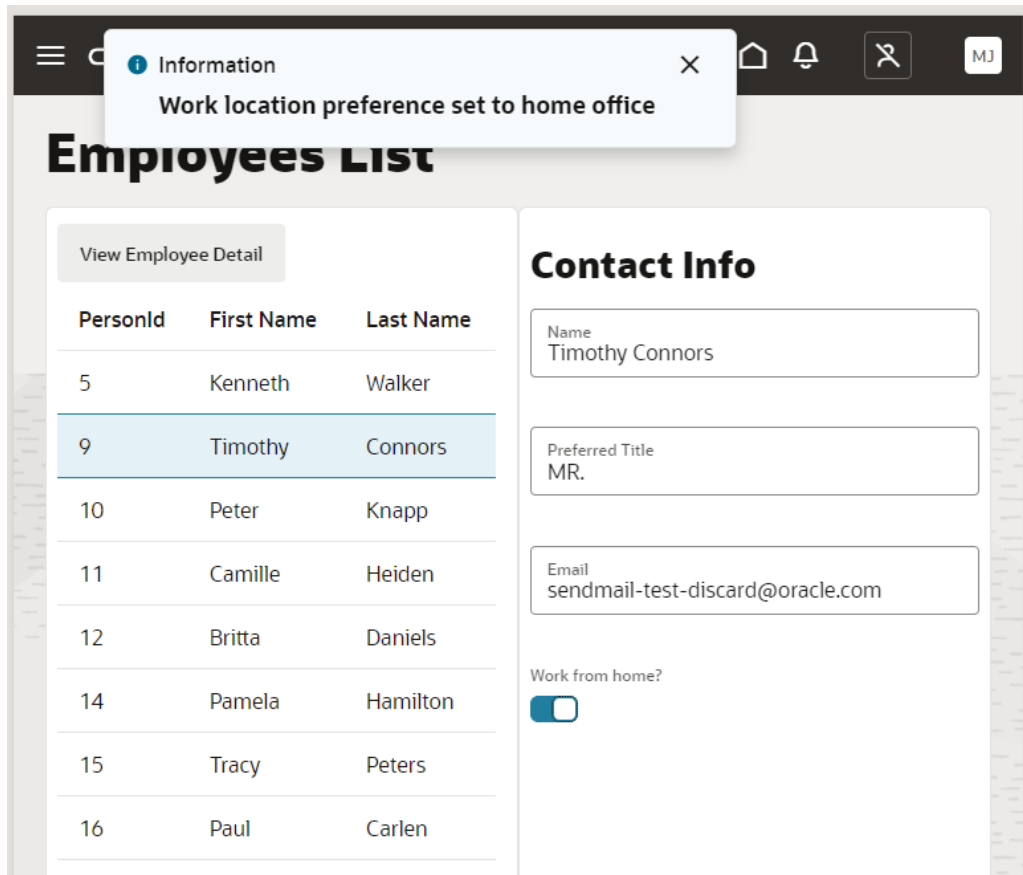 Information
Work location preference set to home office
MJ
Employees List
View Employee Detail
PersonId First Name Last Name
5 Kenneth Walker
9 Timothy Connors
10 Peter Knapp
11 Camille Heiden
12 Britta Daniels
14 Pamela Hamilton
15 Tracy Peters
16 Paul Carlen
Contact Info
Name
Timothy Connors
Preferred Title
MR.
Email
sendmail-test-discard@oracle.com
Work from home?